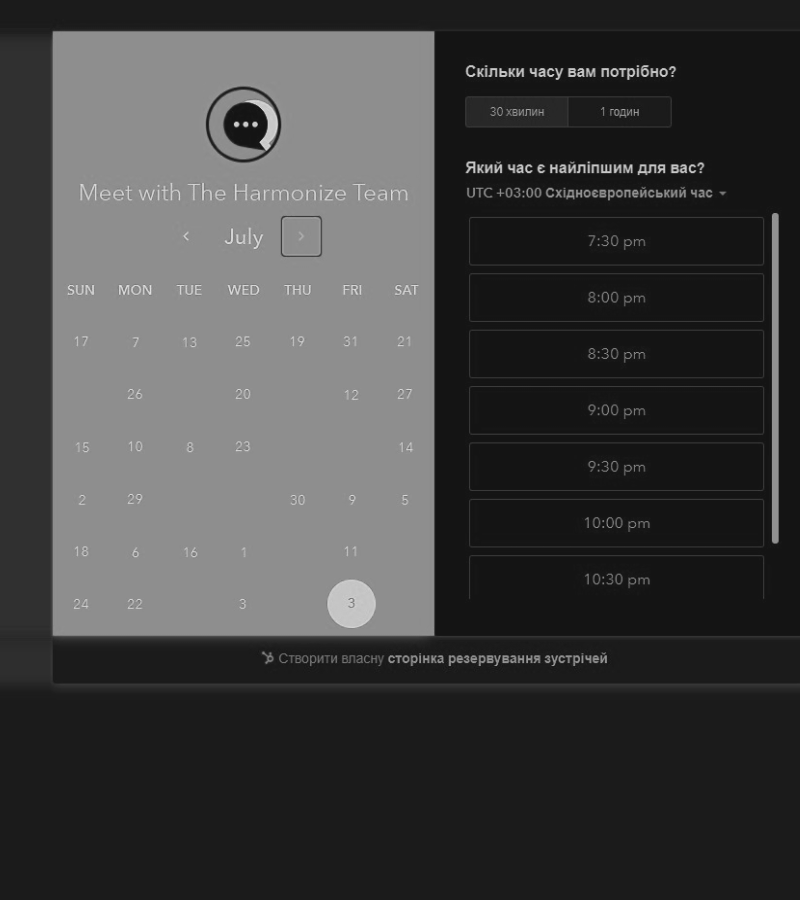 Meet with The Harmonize Team
July
SUN MON TUE WED THU FRI SAT
17 7 13 25 19 31 21
26 20 12 27
15 10 8 23 14
2 29 30 9 5
18 6 16 1 11
24 22 3 3
Скільки часу вам потрібно?
30 хвилин 1 годин
Який час є найліпшим для вас?
UTC +03:00 Східноєвропейський час
7:30 pm
8:00 pm
8:30 pm
9:00 pm
9:30 pm
10:00 pm
10:30 pm
Створити власну сторінка резервування зустрічей